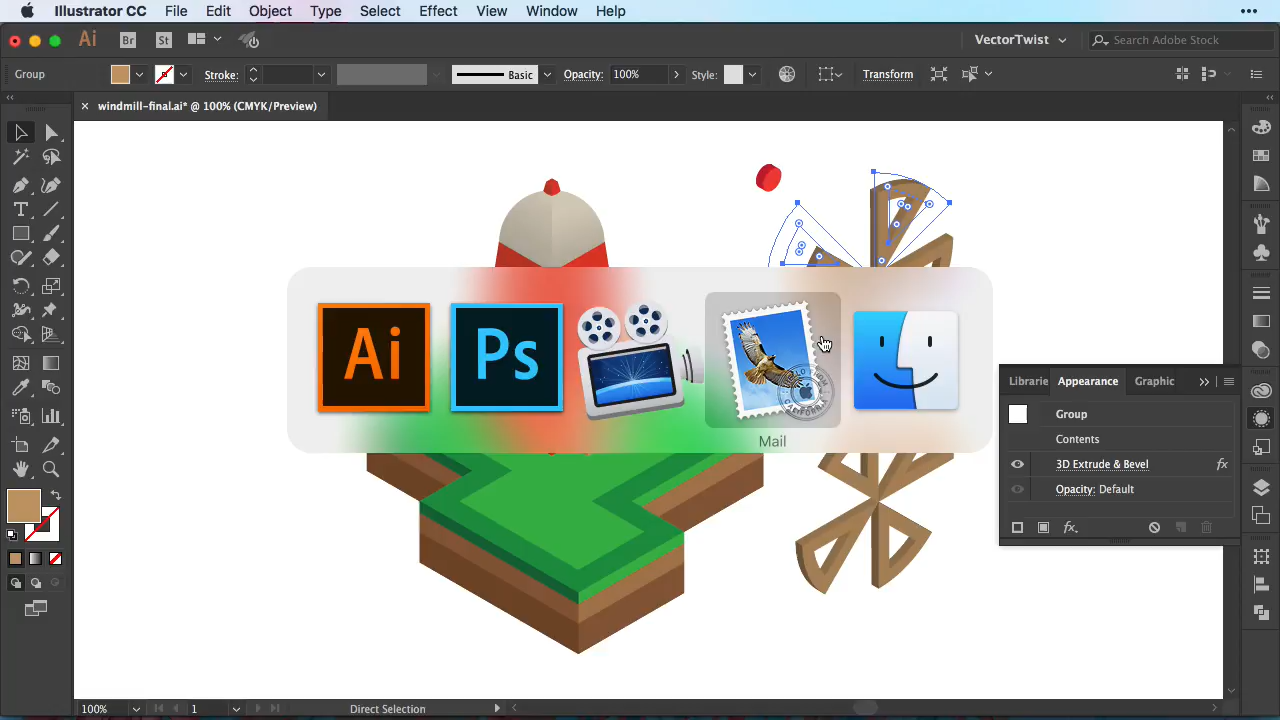 Illustrator CC File Edit Object Type Select Effect View Window Help
Ai Br St VectorTwist Search Adobe Stock
Group Stroke: Basic Opacity: 100% Style: Transform
windmill-final.ai* @ 100% (CMYK/Preview)
Ai Ps
Mail
Librarie Appearance Graphic
Group
Contents
3D Extrude & Bevel fx
Opacity: Default
fx
100% 1 Direct Selection